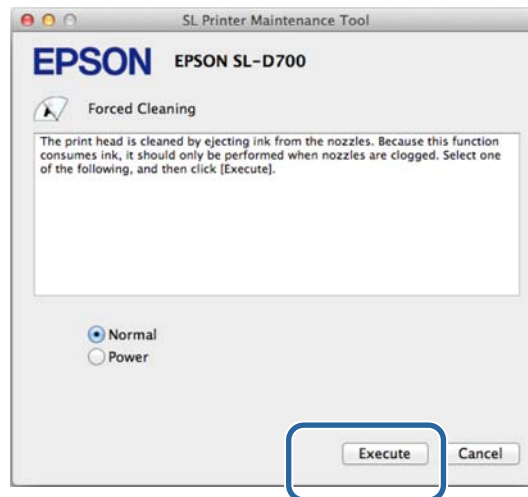 SL Printer Maintenance Tool
EPSON EPSON SL-D700
Forced Cleaning
The print head is cleaned by ejecting ink from the nozzles. Because this function
consumes ink, it should only be performed when nozzles are clogged. Select one
of the following, and then click [Execute].
Normal
Power
Execute Cancel